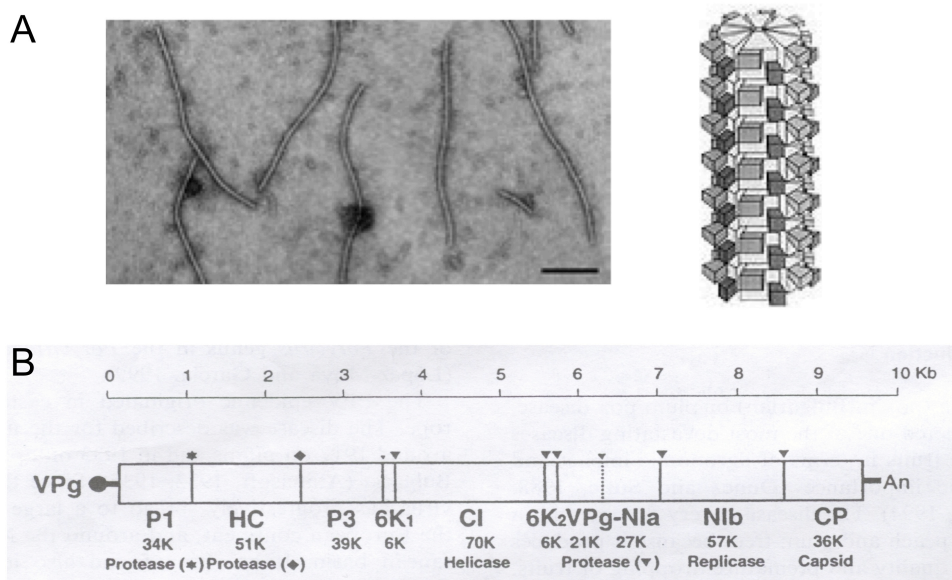 A
B
0 1 2 3 4 5 6 7 8 9 10 Kb
VPg An
P1 HC P3 6K₁ CI 6K₂VPg-NIa NIb CP
34K 51K 39K 6K 70K 6K 21K 27K 57K 36K
Protease (✶) Protease (◆) Helicase Protease (▼) Replicase Capsid